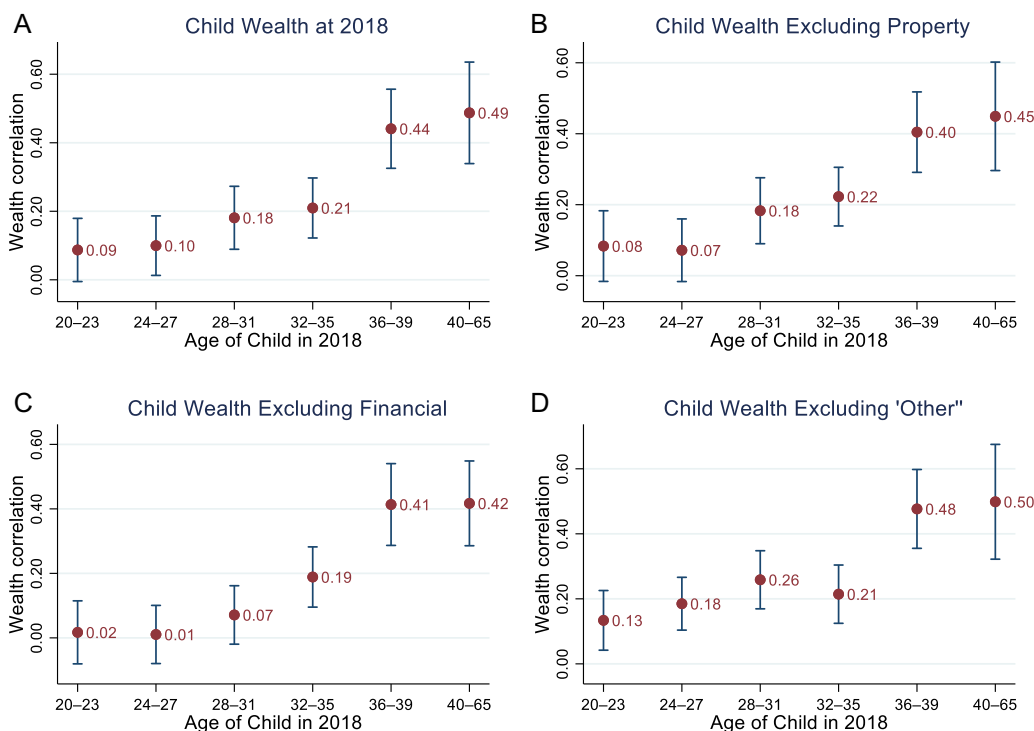 A
Child Wealth at 2018
Wealth correlation
0.60
0.40
0.20
0.00
0.09
0.10
0.18
0.21
0.44
0.49
20–23 24–27 28–31 32–35 36–39 40–65
Age of Child in 2018
B
Child Wealth Excluding Property
Wealth correlation
0.60
0.40
0.20
0.00
0.08
0.07
0.18
0.22
0.40
0.45
20–23 24–27 28–31 32–35 36–39 40–65
Age of Child in 2018
C
Child Wealth Excluding Financial
Wealth correlation
0.60
0.40
0.20
0.00
0.02
0.01
0.07
0.19
0.41
0.42
20–23 24–27 28–31 32–35 36–39 40–65
Age of Child in 2018
D
Child Wealth Excluding 'Other"
Wealth correlation
0.60
0.40
0.20
0.00
0.13
0.18
0.26
0.21
0.48
0.50
20–23 24–27 28–31 32–35 36–39 40–65
Age of Child in 2018